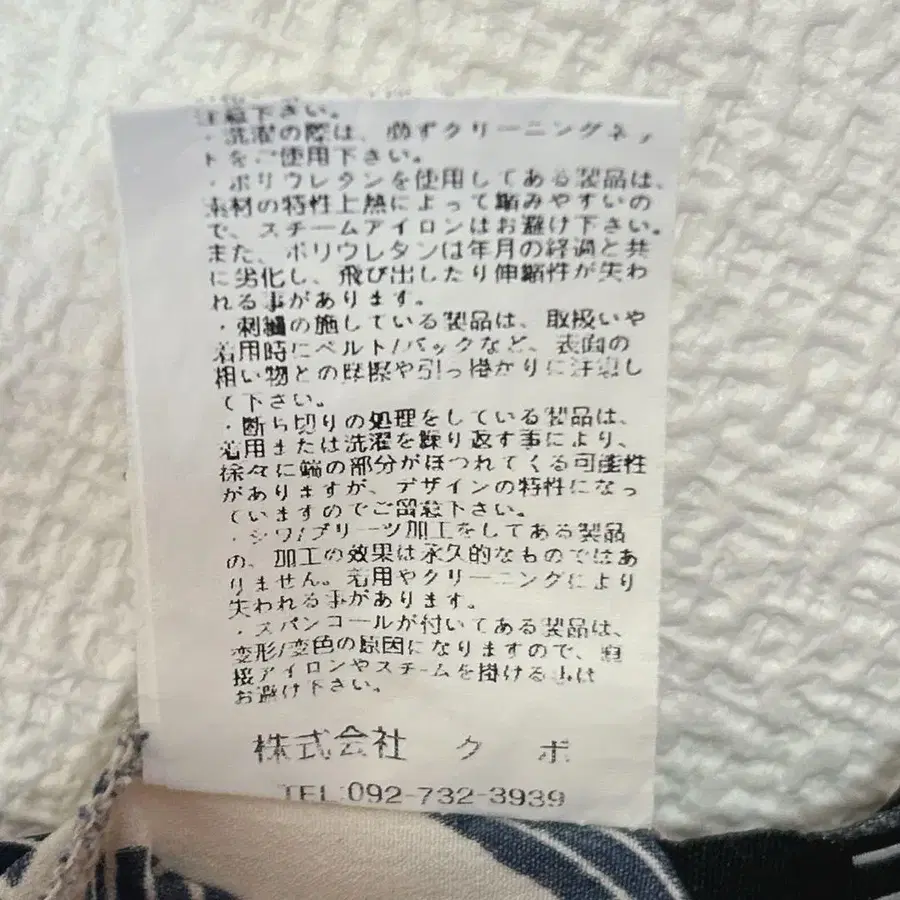 注意下さい。
・洗濯の際は、必ずクリーニングネッ
トをご使用下さい。
・ポリウレタンを使用してある製品は、
素材の特性上熱によって縮みやすいの
で、スチームアイロンはお避け下さい。
また、ポリウレタンは年月の経過と共
に劣化し、飛び出したり伸縮性が失わ
れる事があります。
・刺繍の施している製品は、取扱いや
着用時にベルト/バックなど、表面の
粗い物との摩擦や引っ掛かりに注意し
て下さい。
・断ち切りの処理をしている製品は、
着用または洗濯を繰り返す事により、
徐々に端の部分がほつれてくる可能性
がありますが、デザインの特性になっ
ていますのでご留意下さい。
・シワ/プリーツ加工をしてある製品
の、加工の効果は永久的なものではあ
りません。着用やクリーニングにより
失われる事があります。
・スパンコールが付いてある製品は、
変形/変色の原因になりますので、直
接アイロンやスチームを掛ける事は
お避け下さい。
株式会社 クボ
TEL:092-732-3939